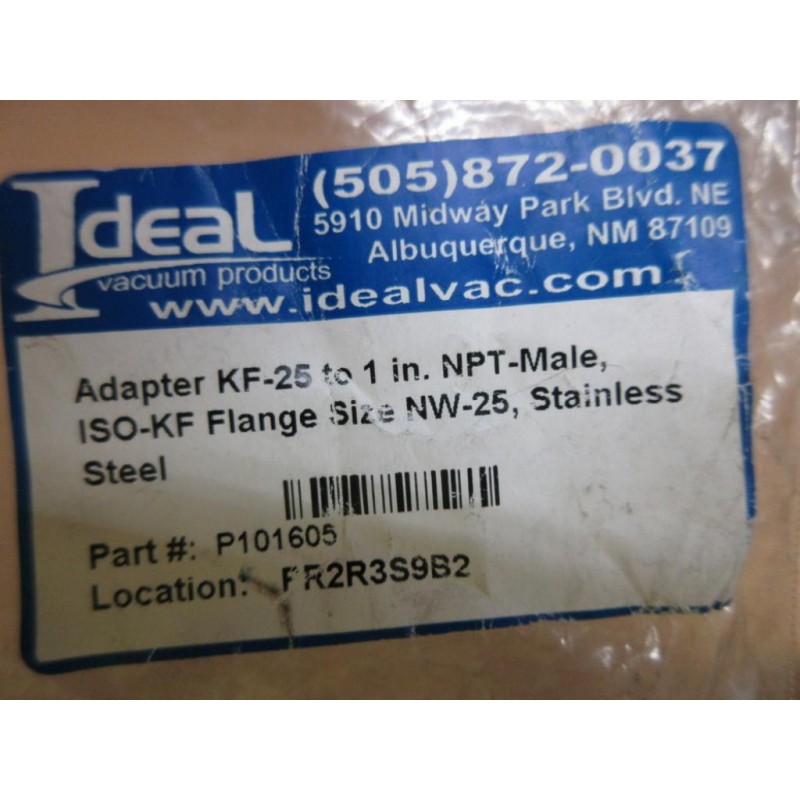 Ideal
vacuum products
(505)872-0037
5910 Midway Park Blvd. NE
Albuquerque, NM 87109
www.idealvac.com
Adapter KF-25 to 1 in. NPT-Male,
ISO-KF Flange Size NW-25, Stainless
Steel
Part #: P101605
Location: